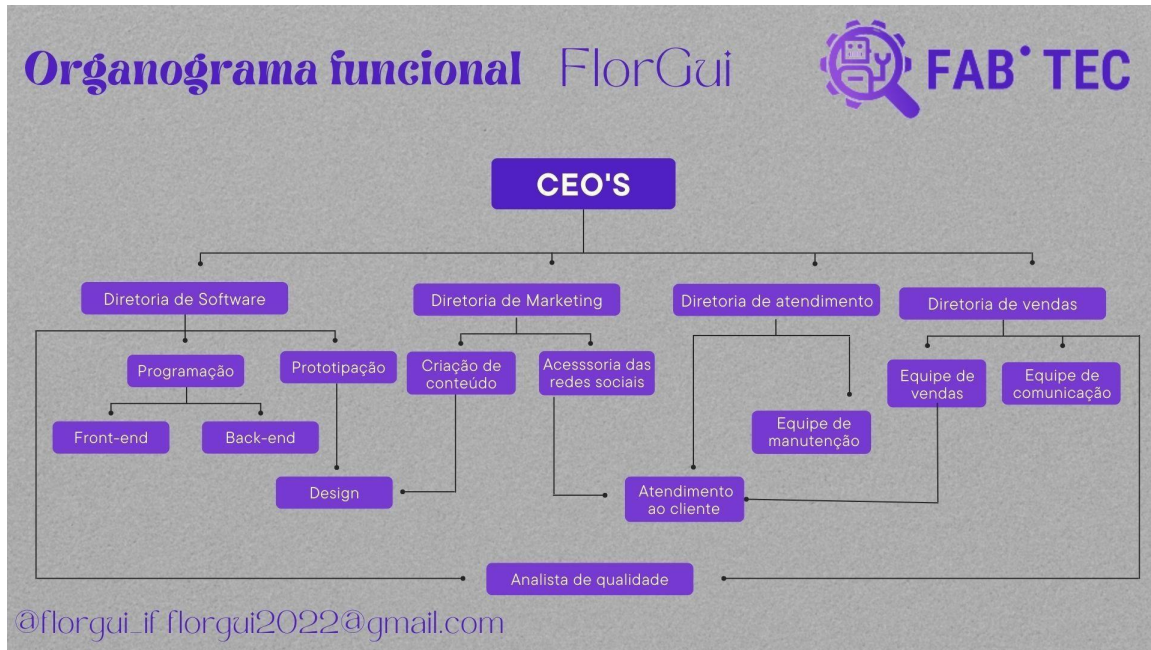 Organograma funcional FlorGui
FAB° TEC
CEO'S
Diretoria de Software
Diretoria de Marketing
Diretoria de atendimento
Diretoria de vendas
Programação
Prototipação
Criação de
conteúdo
Acesssoria das
redes sociais
Equipe de
vendas
Equipe de
comunicação
Front-end
Back-end
Equipe de
manutenção
Design
Atendimento
ao cliente
Analista de qualidade
@florgui_if florgui2022@gmail.com